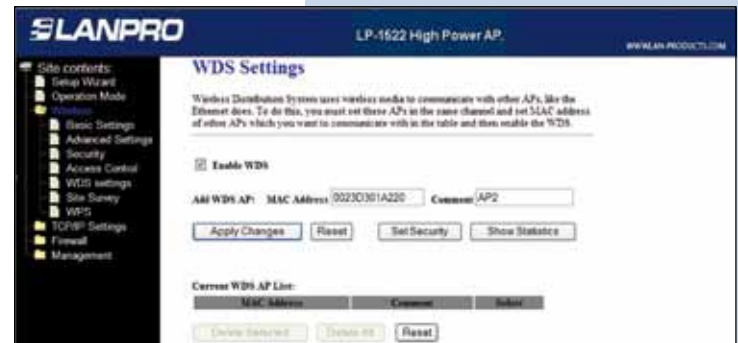 LANPRO
LP-1522 High Power AP.
WWW.LAN-PRODUCTS.COM
Site contents:
Setup Wizard
Operation Mode
Wireless
Basic Settings
Advanced Settings
Security
Access Control
WDS settings
Site Survey
WPS
TCP/IP Settings
Firewall
Management
WDS Settings
Wireless Distribution System uses wireless media to communicate with other APs, like the
Ethernet does. To do this, you must set these APs in the same channel and set MAC address
of other APs which you want to communicate with in the table and then enable the WDS.
Enable WDS
Add WDS AP: MAC Address 0023D301A220 Comment AP2
Apply Changes Reset Set Security Show Statistics
Current WDS AP List:
MAC Address Comment Select
Delete Selected Delete All Reset